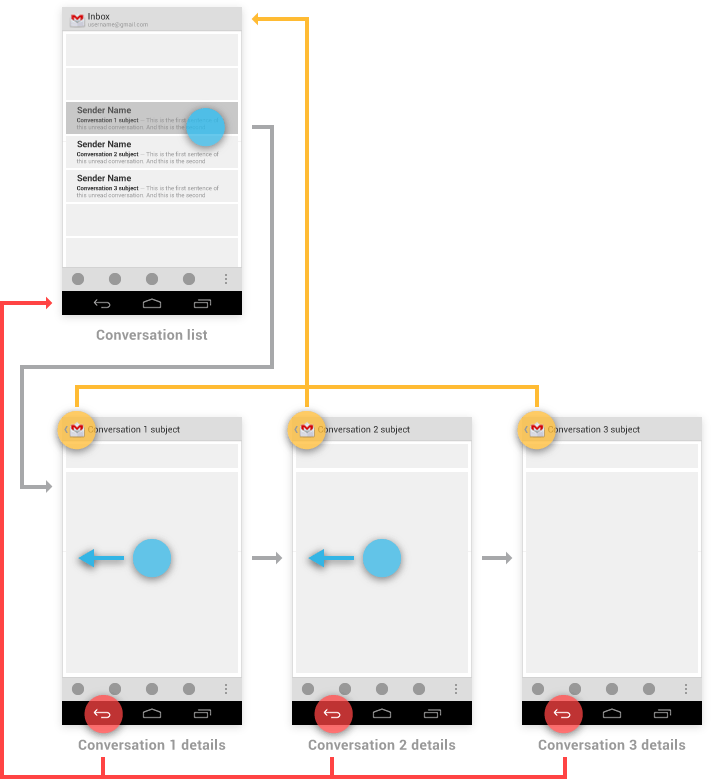 Inbox
username@gmail.com
Sender Name
Conversation 1 subject – This is the first sentence of
this unread conversation. And this is the second
Sender Name
Conversation 2 subject – This is the first sentence of
this unread conversation. And this is the second
Sender Name
Conversation 3 subject – This is the first sentence of
this unread conversation. And this is the second
Conversation list
Conversation 1 subject
Conversation 2 subject
Conversation 3 subject
Conversation 1 details
Conversation 2 details
Conversation 3 details